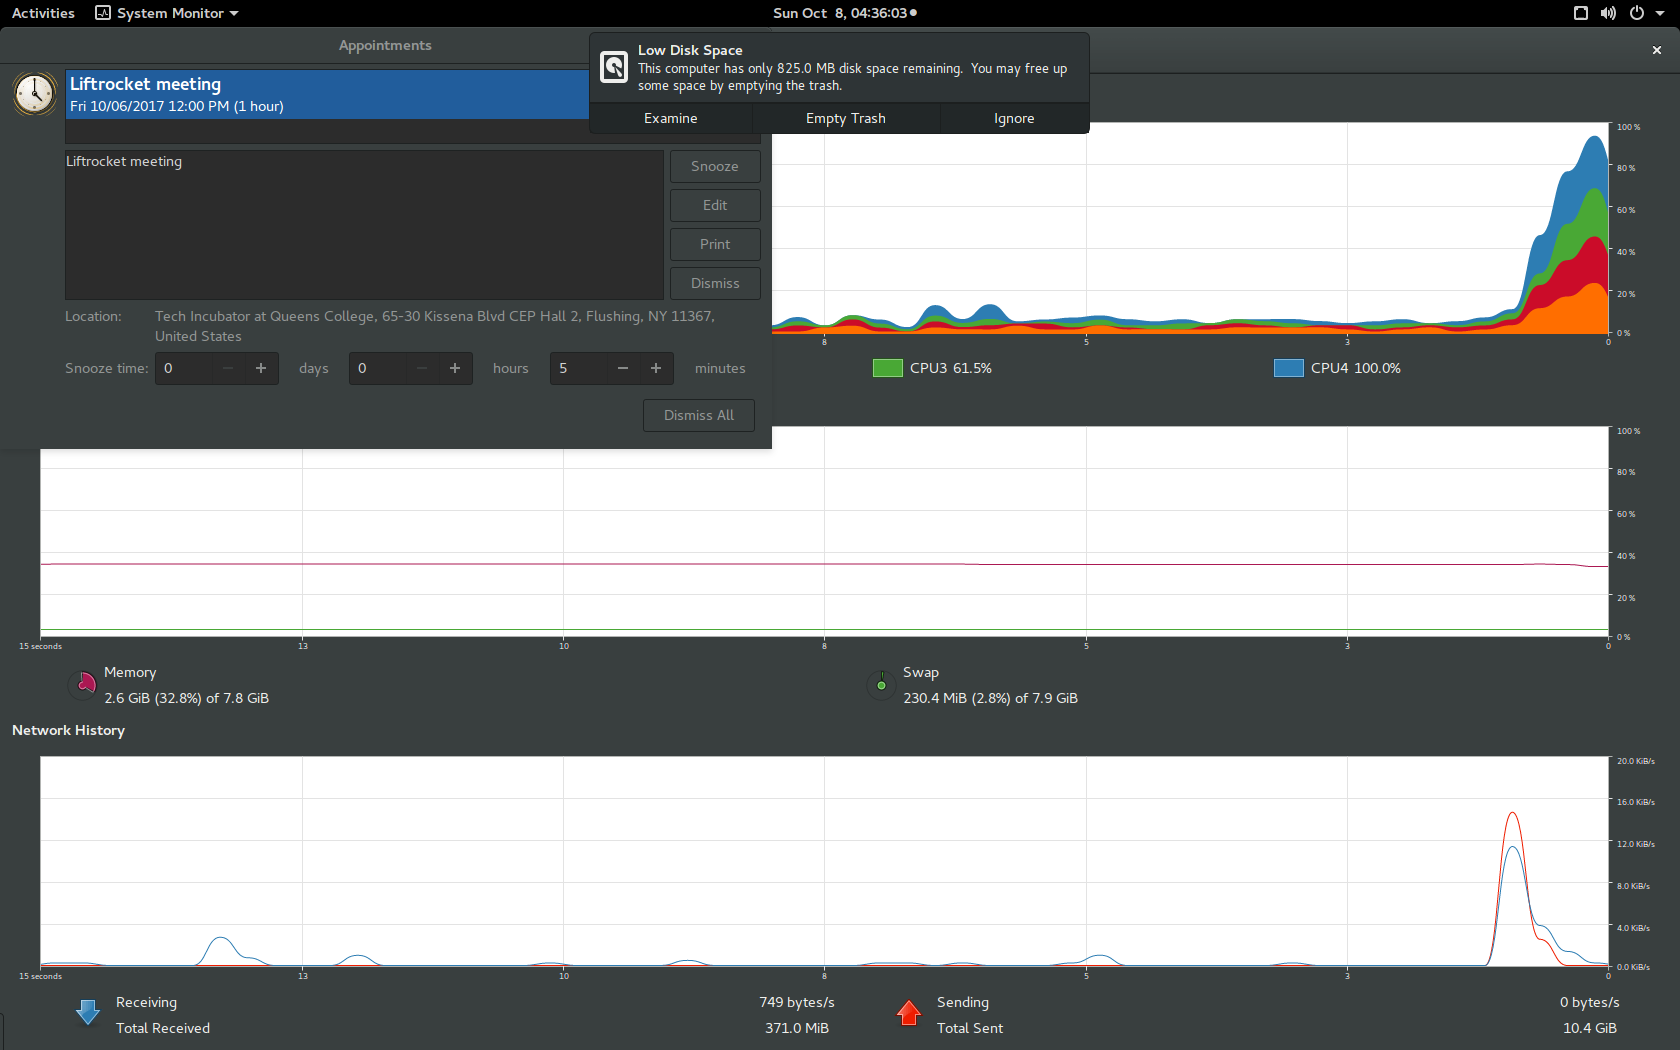 Activities
System Monitor
Sun Oct  8, 04:36:03
Appointments
Liftrocket meeting
Fri 10/06/2017 12:00 PM (1 hour)
Low Disk Space
This computer has only 825.0 MB disk space remaining.  You may free up
some space by emptying the trash.
Examine
Empty Trash
Ignore
Liftrocket meeting
Snooze
Edit
Print
Dismiss
Location:
Tech Incubator at Queens College, 65-30 Kissena Blvd CEP Hall 2, Flushing, NY 11367,
United States
Snooze time:
0
days
0
hours
5
minutes
Dismiss All
100 %
80 %
60 %
40 %
20 %
0 %
8
5
3
0
CPU3 61.5%
CPU4 100.0%
100 %
80 %
60 %
40 %
20 %
0 %
15 seconds
13
10
8
5
3
0
Memory
2.6 GiB (32.8%) of 7.8 GiB
Swap
230.4 MiB (2.8%) of 7.9 GiB
Network History
20.0 KiB/s
16.0 KiB/s
12.0 KiB/s
8.0 KiB/s
4.0 KiB/s
0.0 KiB/s
15 seconds
13
10
8
5
3
0
Receiving
749 bytes/s
Total Received
371.0 MiB
Sending
0 bytes/s
Total Sent
10.4 GiB